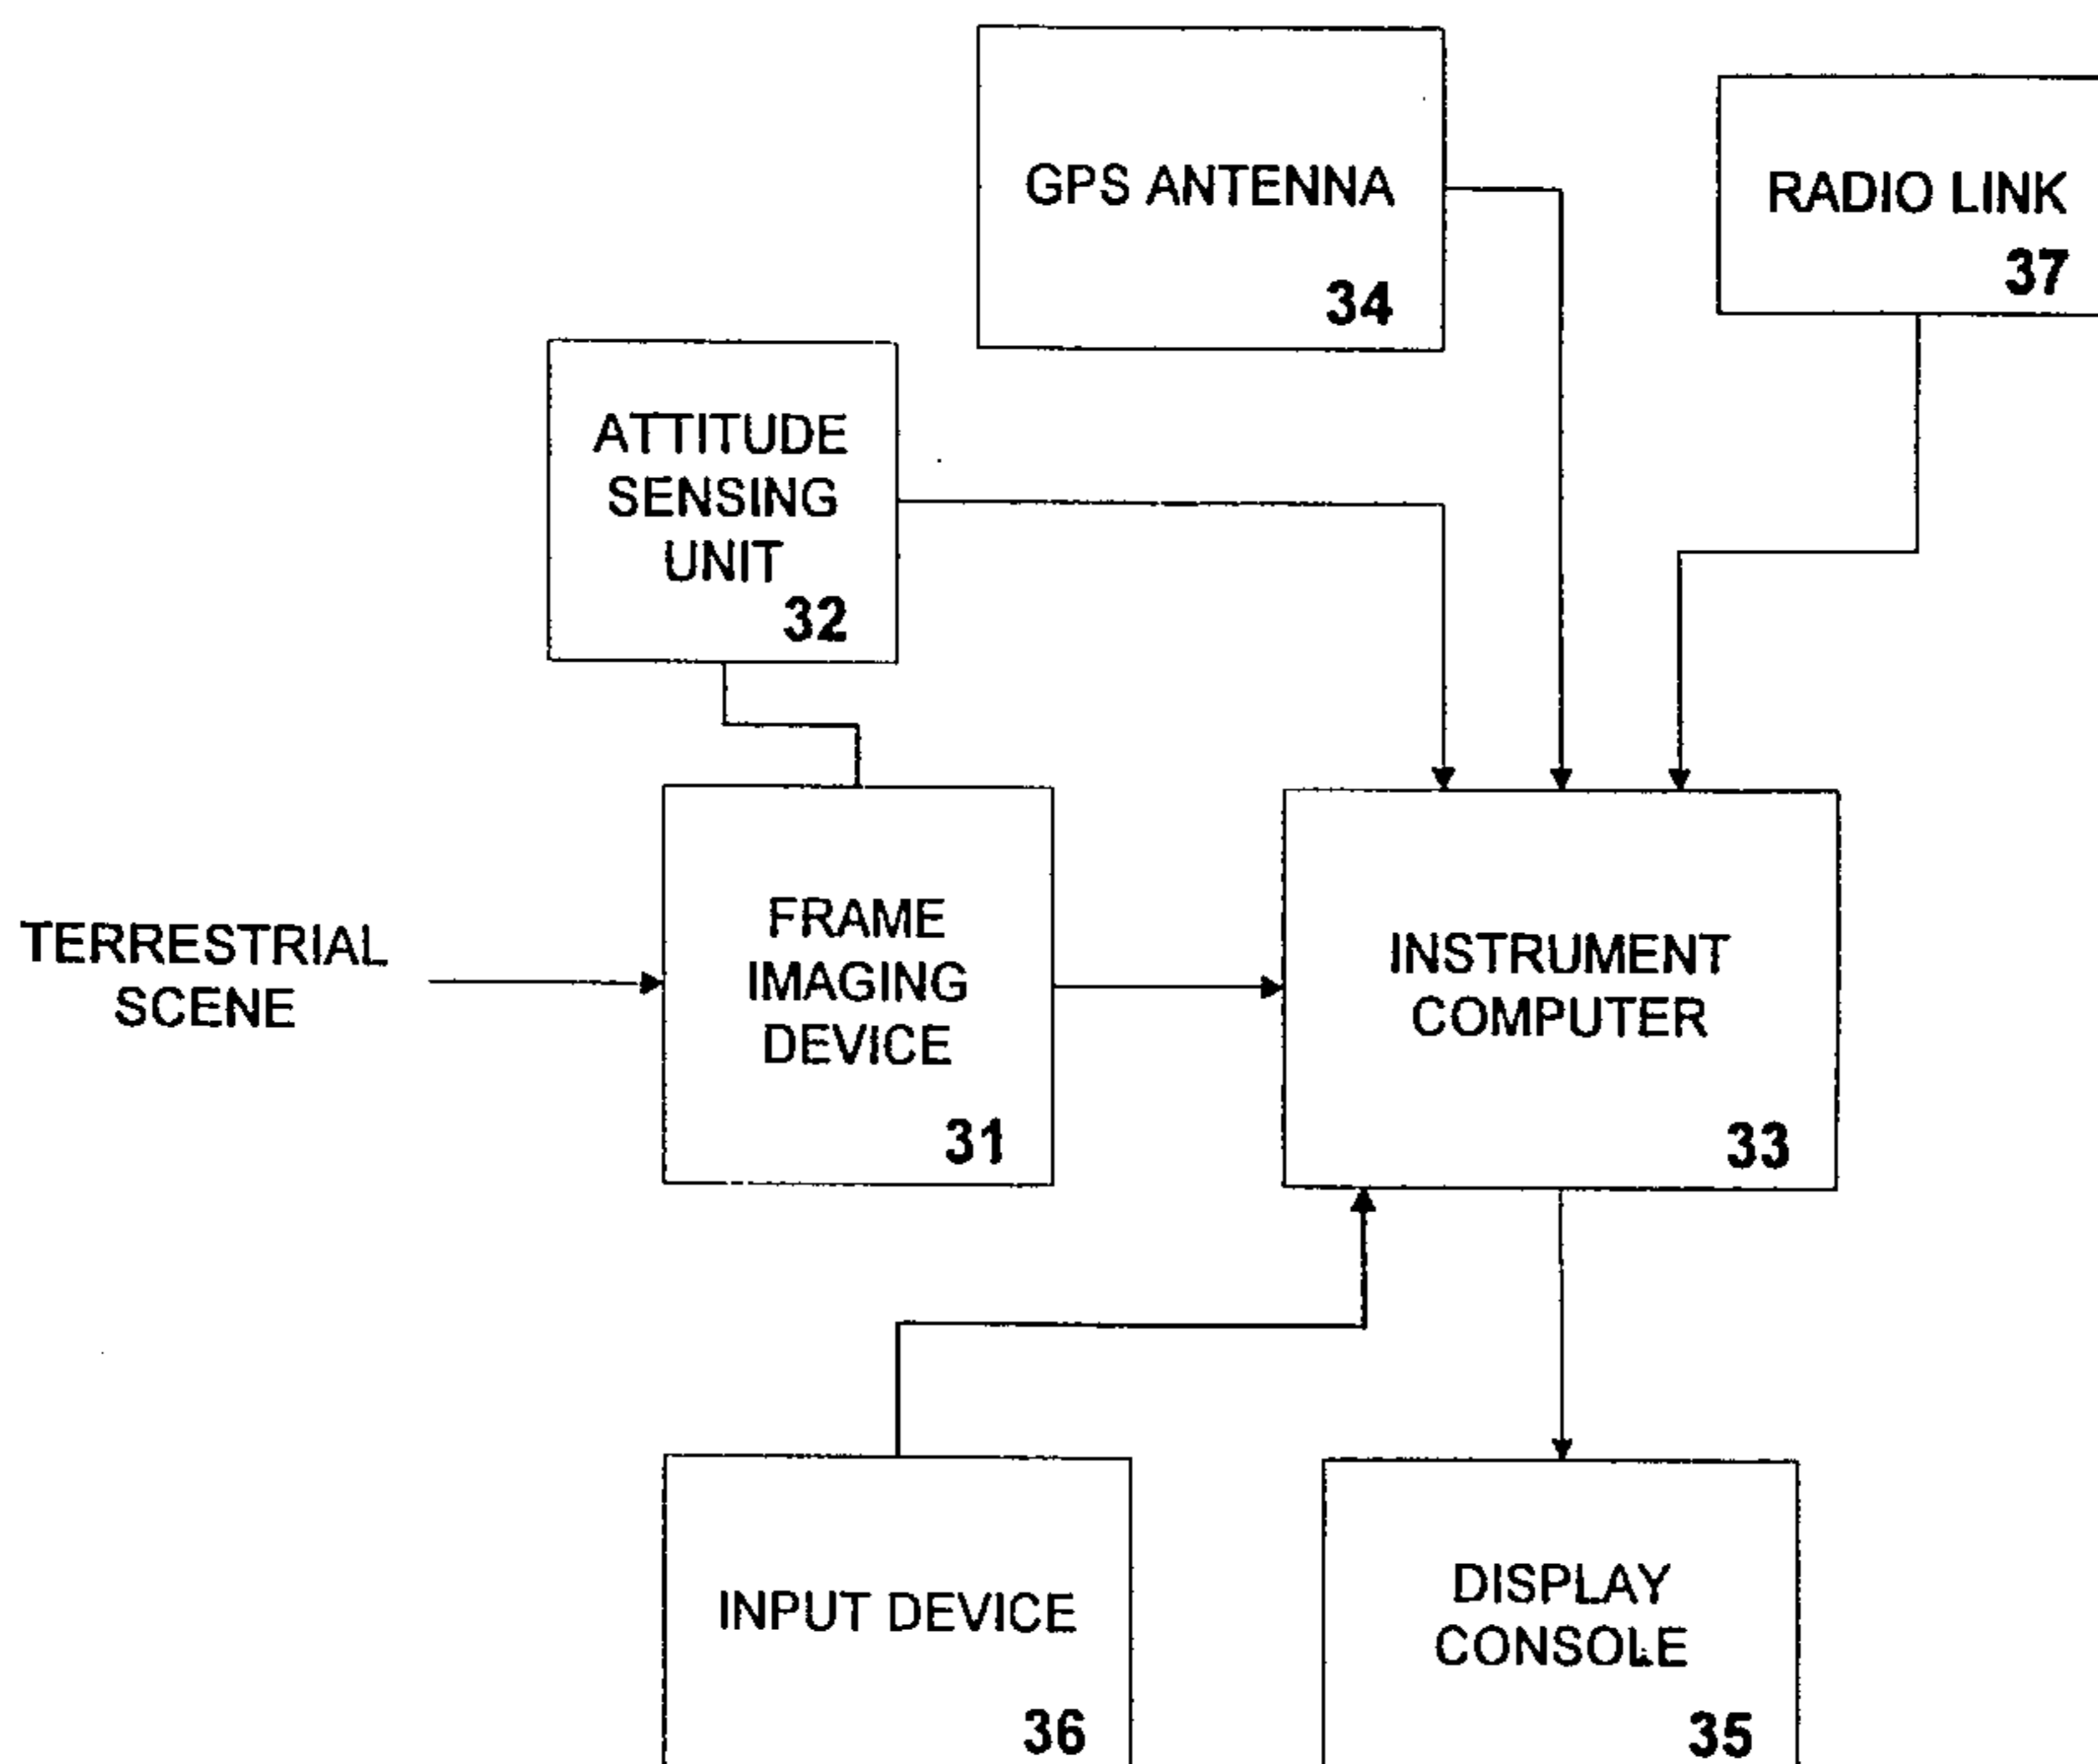 GPS ANTENNA
34
RADIO LINK
37
ATTITUDE
SENSING
UNIT
32
TERRESTRIAL
SCENE
FRAME
IMAGING
DEVICE
31
INSTRUMENT
COMPUTER
33
INPUT DEVICE
36
DISPLAY
CONSOLE
35